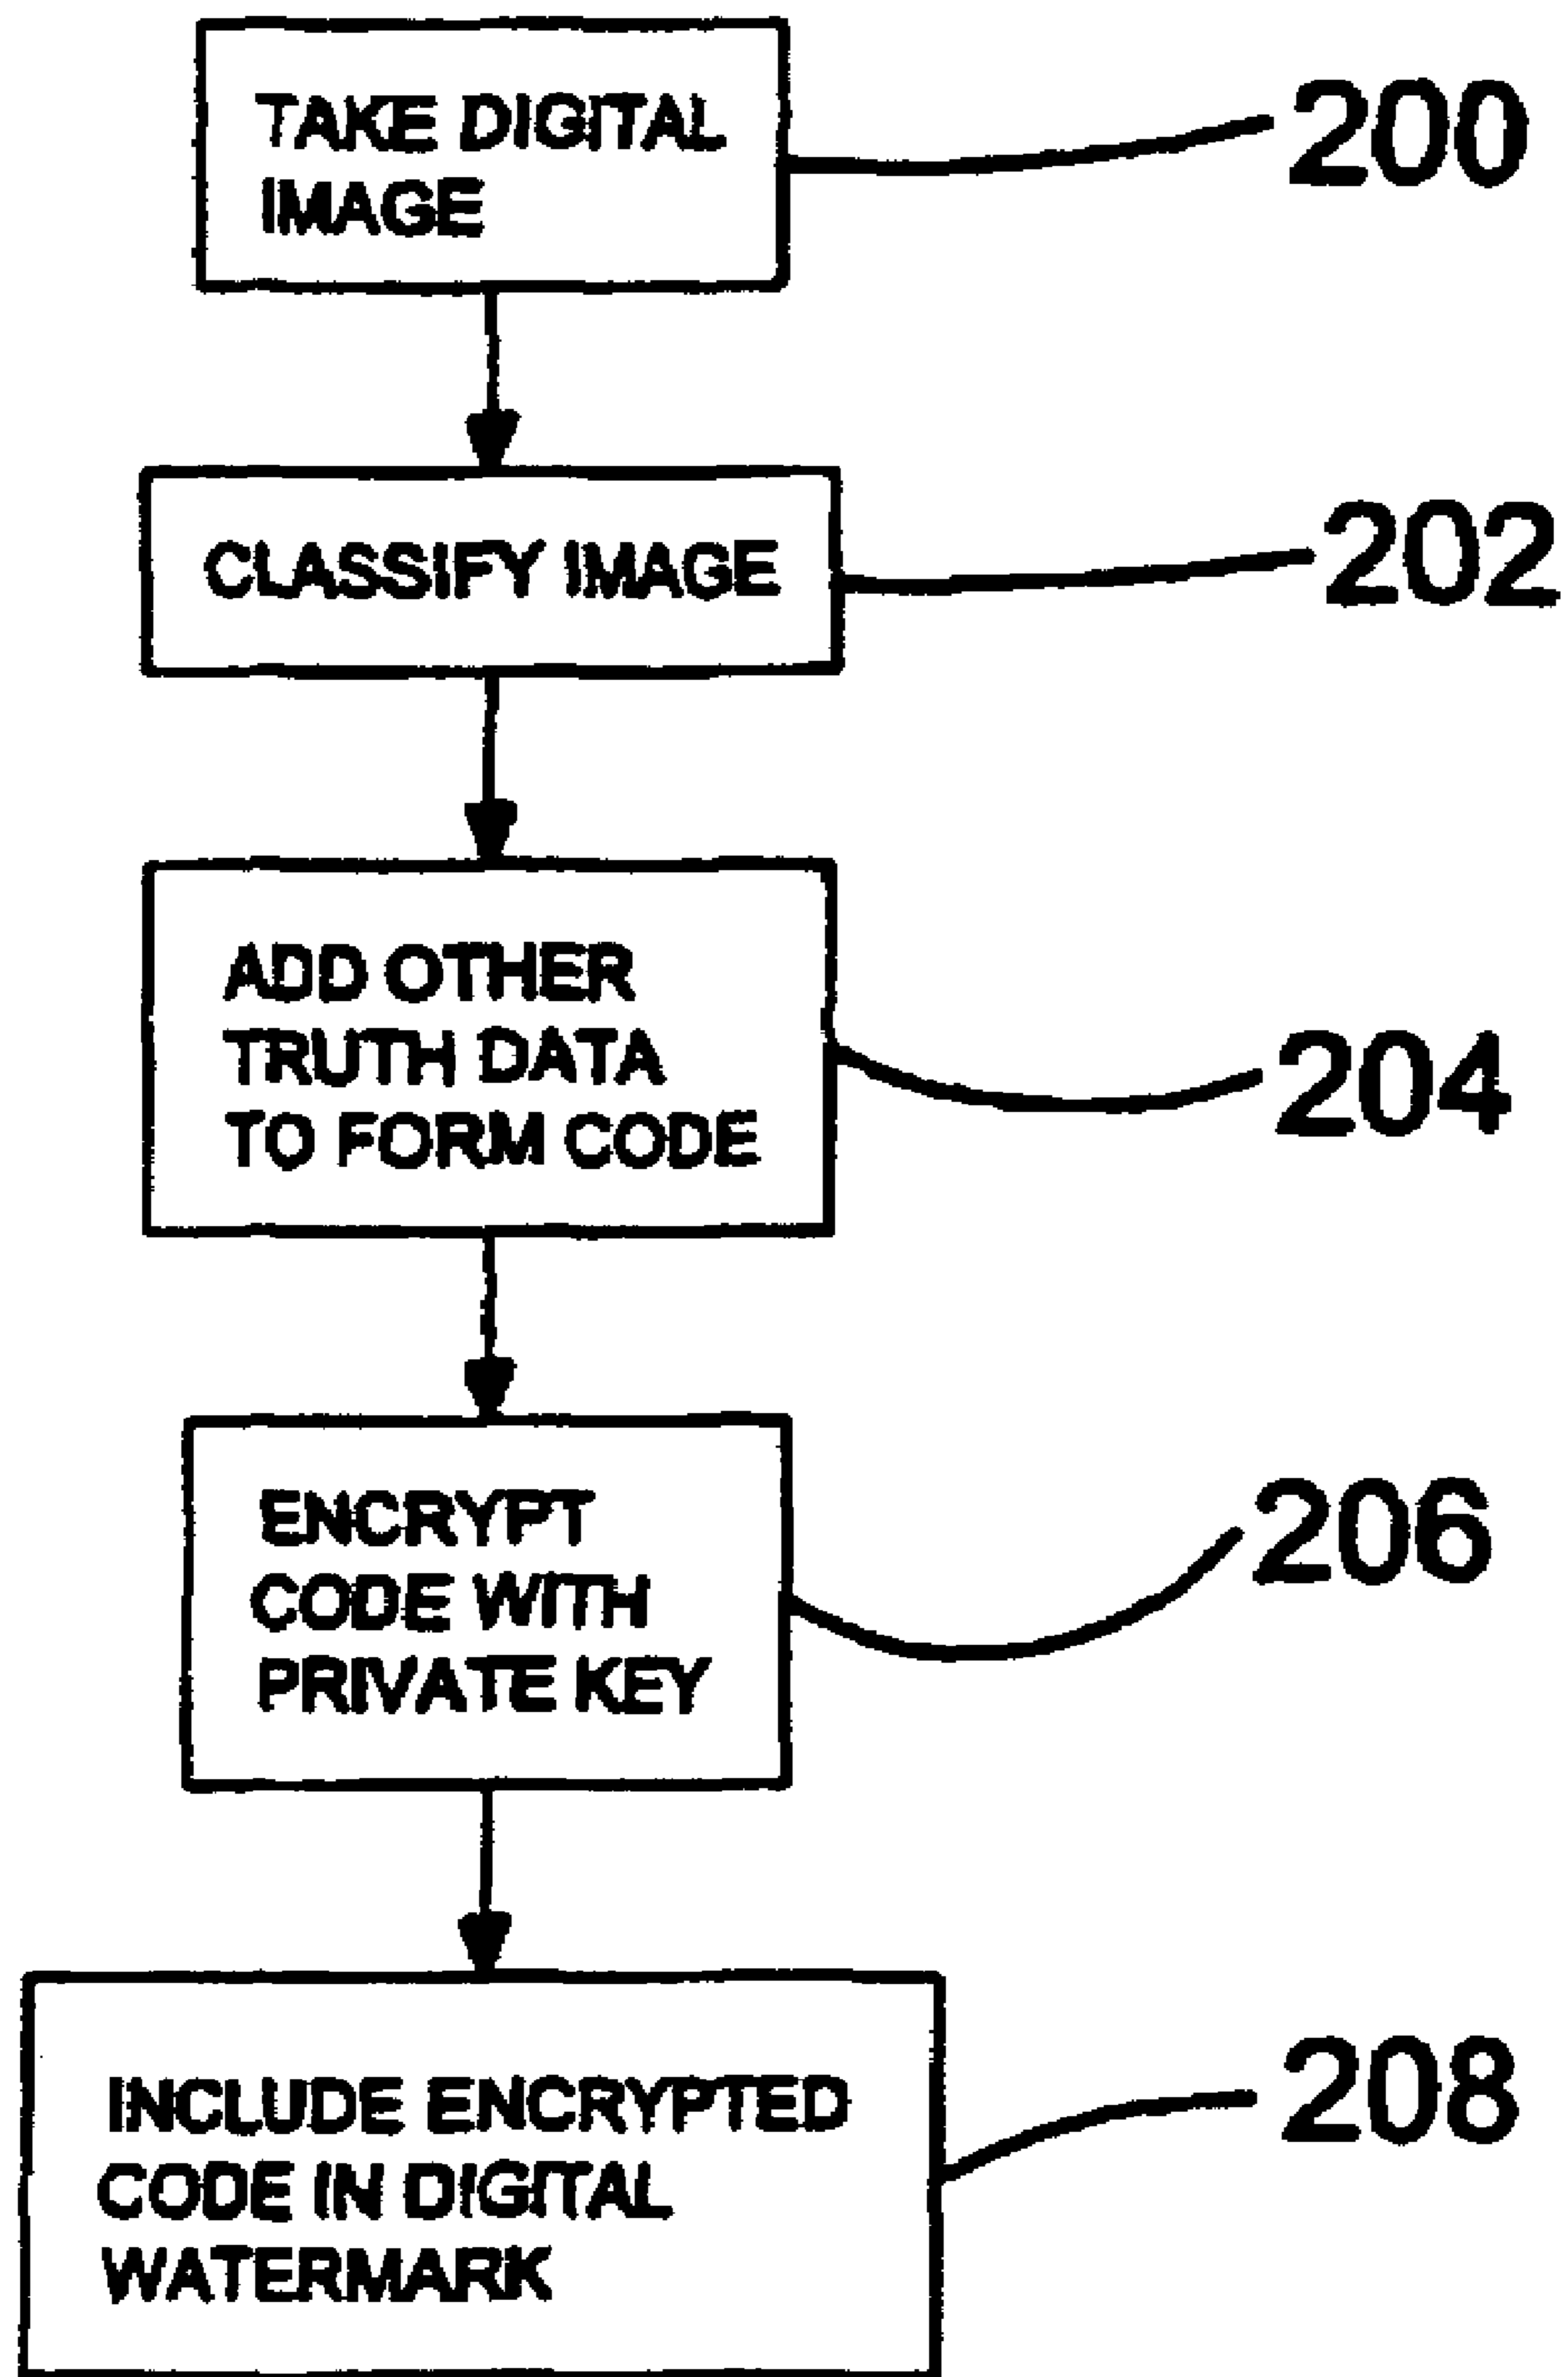 TAKE DIGITAL
IMAGE
200
CLASSIFY IMAGE
202
ADD OTHER
TRUTH DATA
TO FORM CODE
204
ENCRYPT
CODE WITH
PRIVATE KEY
206
INCLUDE ENCRYPTED
CODE IN DIGITAL
WATERMARK
208